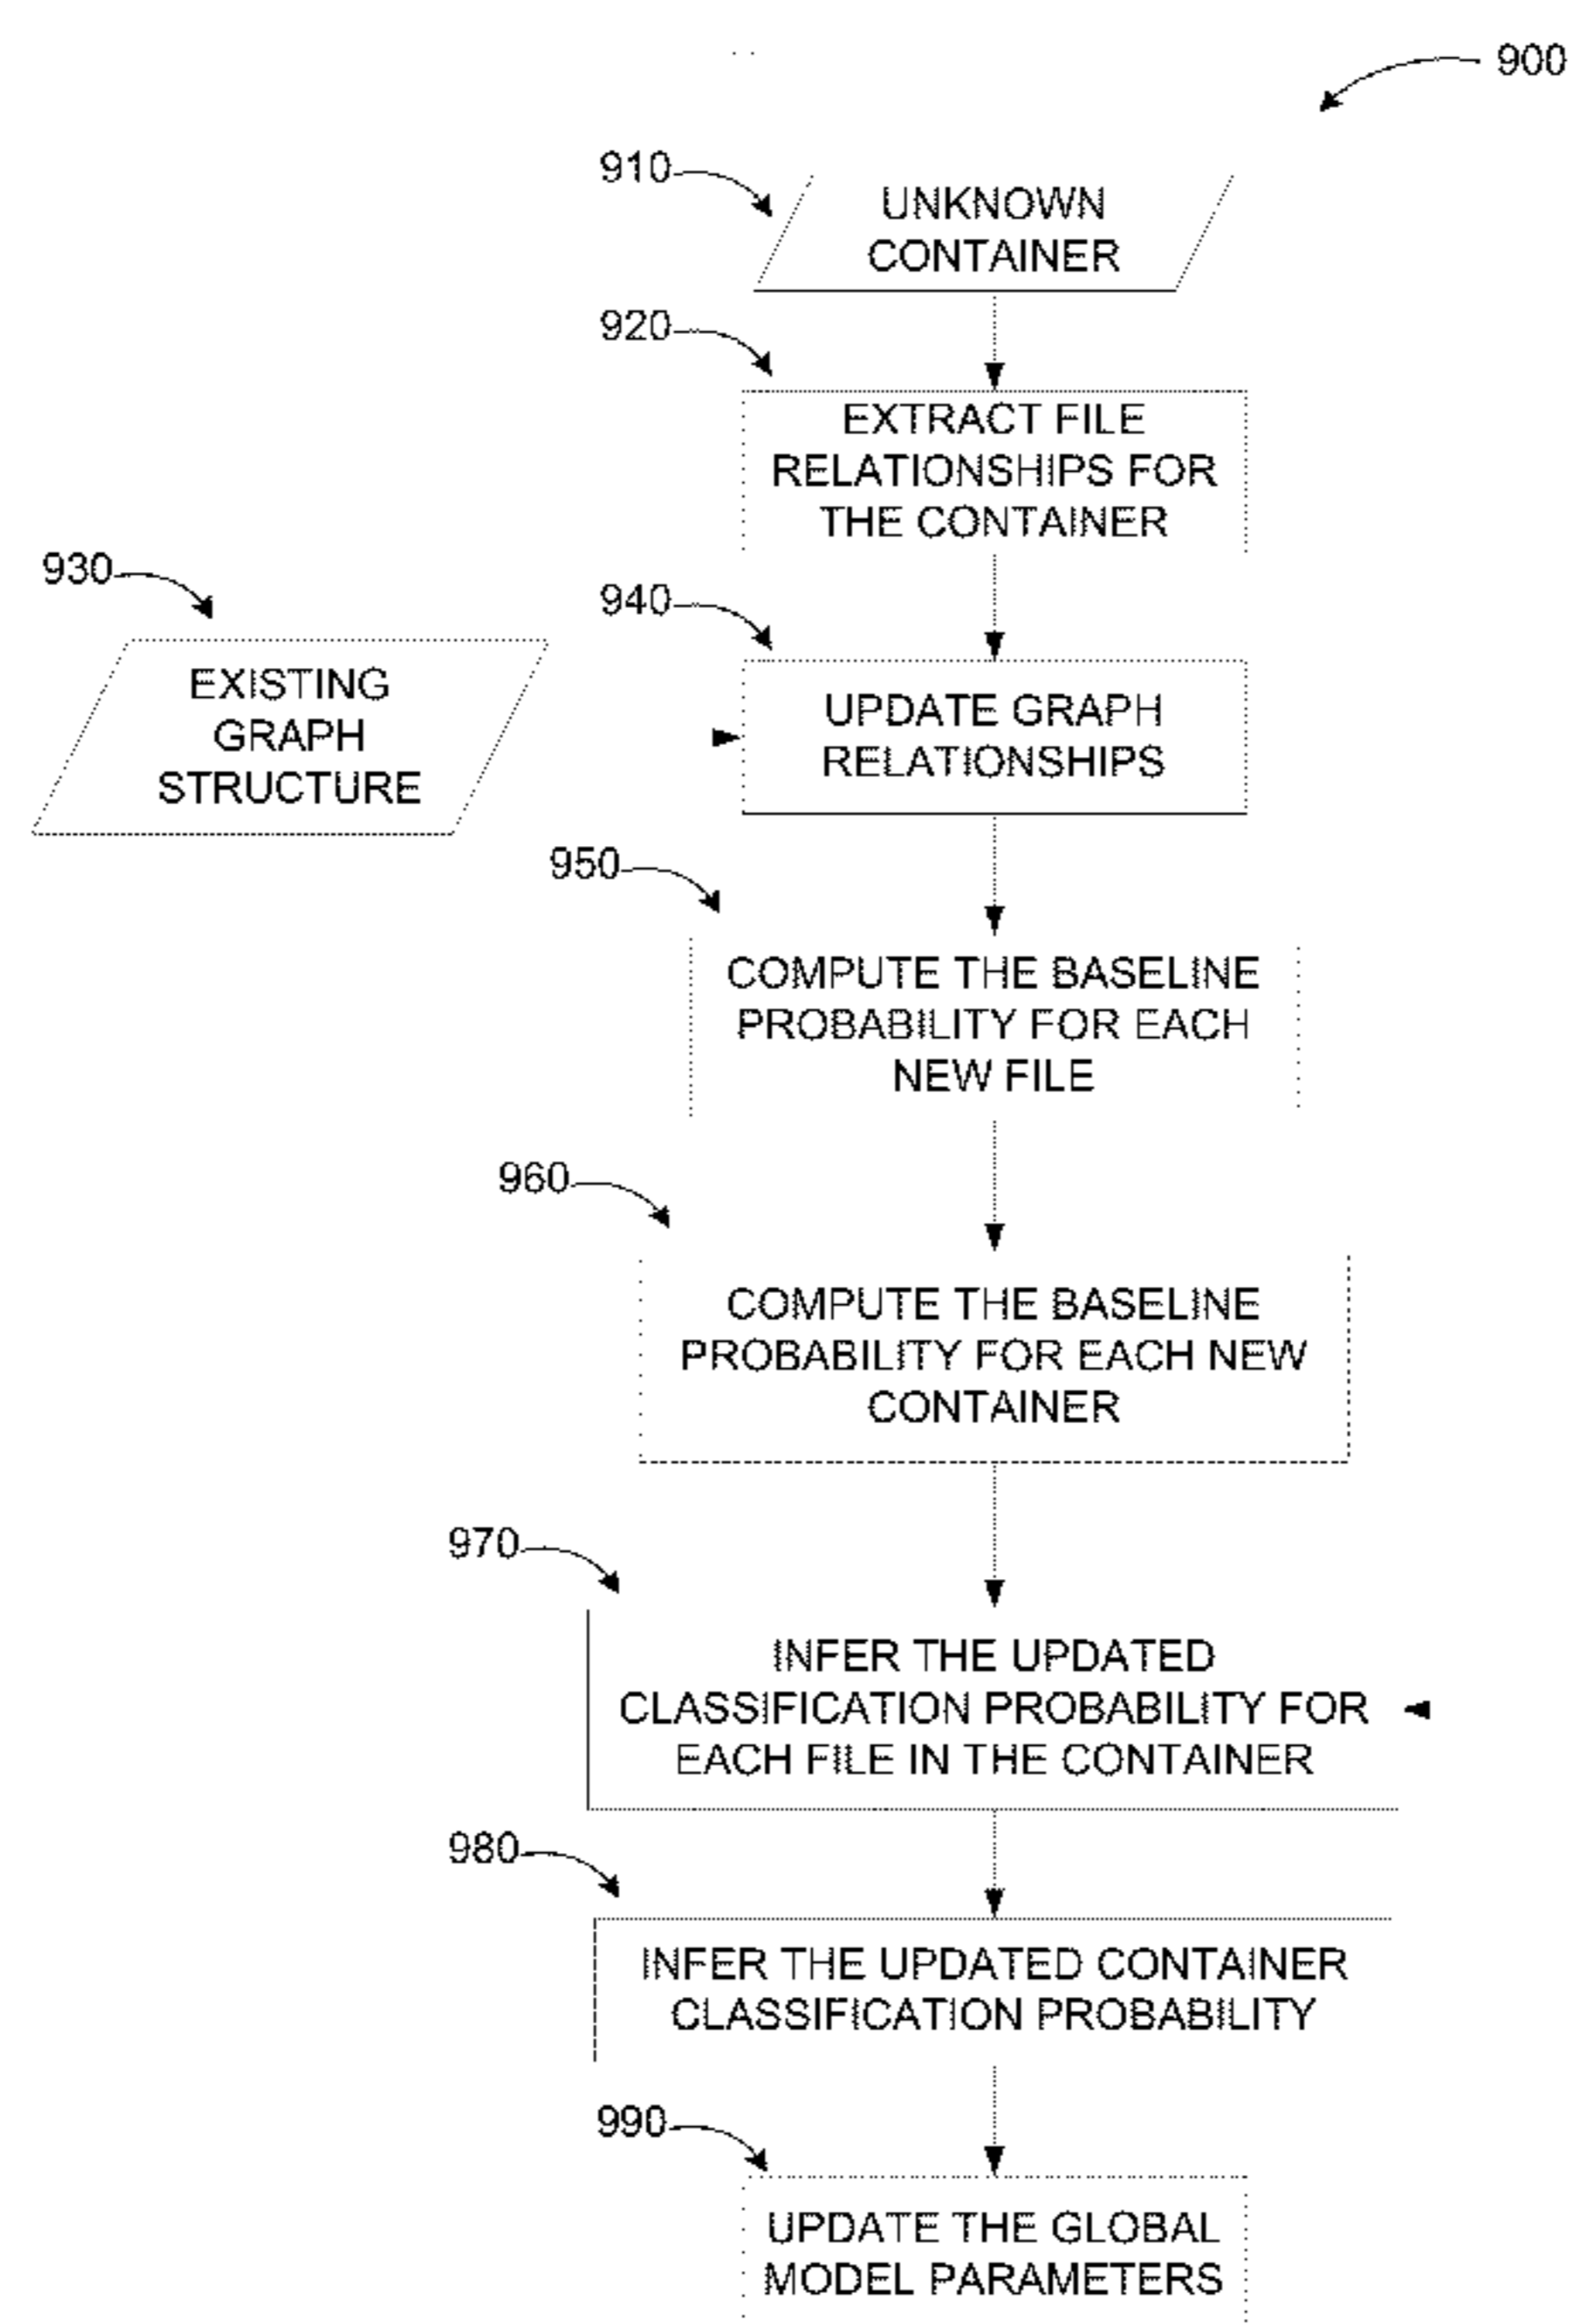 900
910
UNKNOWN
CONTAINER
920
EXTRACT FILE
RELATIONSHIPS FOR
THE CONTAINER
930
EXISTING
GRAPH
STRUCTURE
940
UPDATE GRAPH
RELATIONSHIPS
950
COMPUTE THE BASELINE
PROBABILITY FOR EACH
NEW FILE
960
COMPUTE THE BASELINE
PROBABILITY FOR EACH NEW
CONTAINER
970
INFER THE UPDATED
CLASSIFICATION PROBABILITY FOR
EACH FILE IN THE CONTAINER
980
INFER THE UPDATED CONTAINER
CLASSIFICATION PROBABILITY
990
UPDATE THE GLOBAL
MODEL PARAMETERS